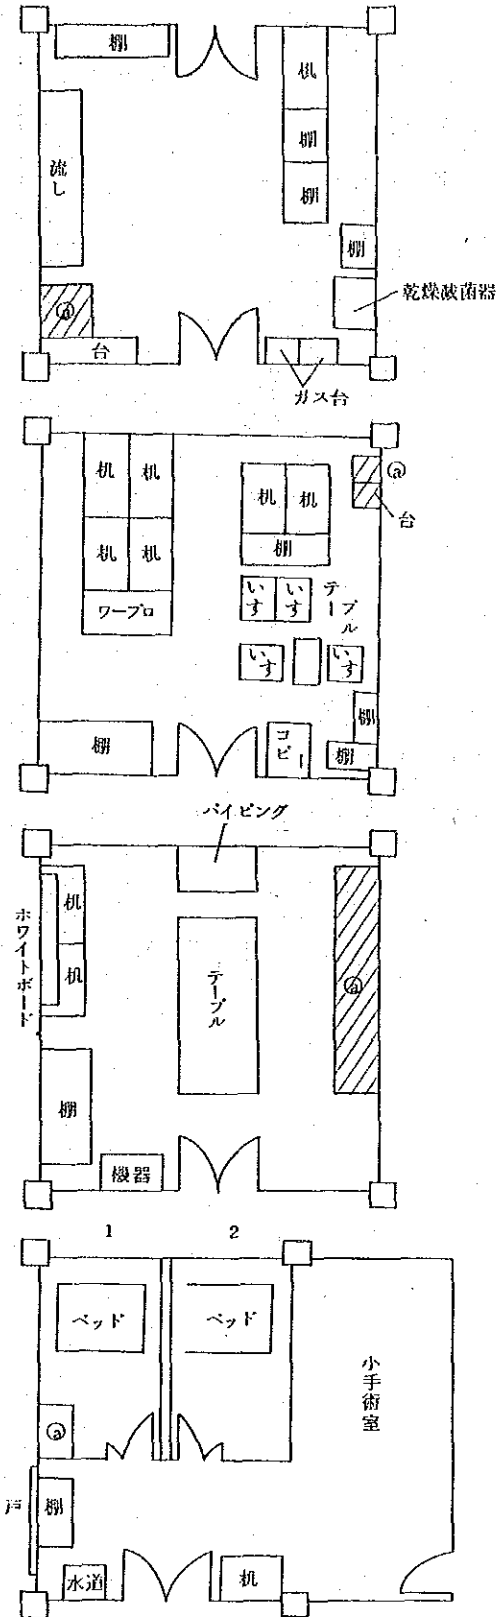 棚
机
流し
棚
棚
棚
乾燥滅菌器
ⓐ
台
ガス台
机
机
机
机
ⓐ
台
机
机
棚
ワープロ
いす
いす
テーブル
いす
いす
棚
棚
棚
コピー
パイピング
ホワイトボード
机
机
テーブル
ⓐ
棚
機器
1
2
ベッド
ベッド
小手術室
ⓐ
戸
棚
水道
机